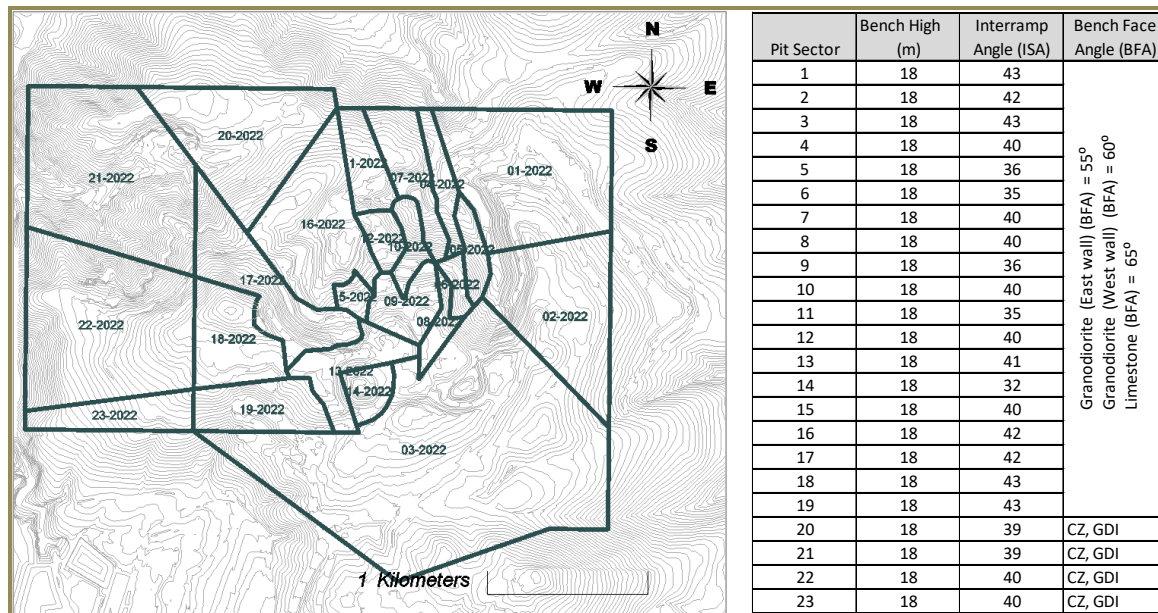 N
W E
S
20-2022
21-2022
1-2022
07-2022
04-2022
01-2022
16-2022
12-2022
10-2022
05-2022
17-2022
5-2022
09-2022
06-2022
08-2022
02-2022
22-2022
18-2022
13-2022
14-2022
23-2022
19-2022
03-2022
1 Kilometers
Pit Sector Bench High (m) Interramp Angle (ISA) Bench Face Angle (BFA)
1 18 43
2 18 42
3 18 43
4 18 40
5 18 36
6 18 35
7 18 40
8 18 40
9 18 36
10 18 40
11 18 35
12 18 40
13 18 41
14 18 32
15 18 40
16 18 42
17 18 42
18 18 43
19 18 43
Granodiorite (East wall) (BFA) = 55º
Granodiorite (West wall) (BFA) = 60º
Limestone (BFA) = 65º
20 18 39 CZ, GDI
21 18 39 CZ, GDI
22 18 40 CZ, GDI
23 18 40 CZ, GDI